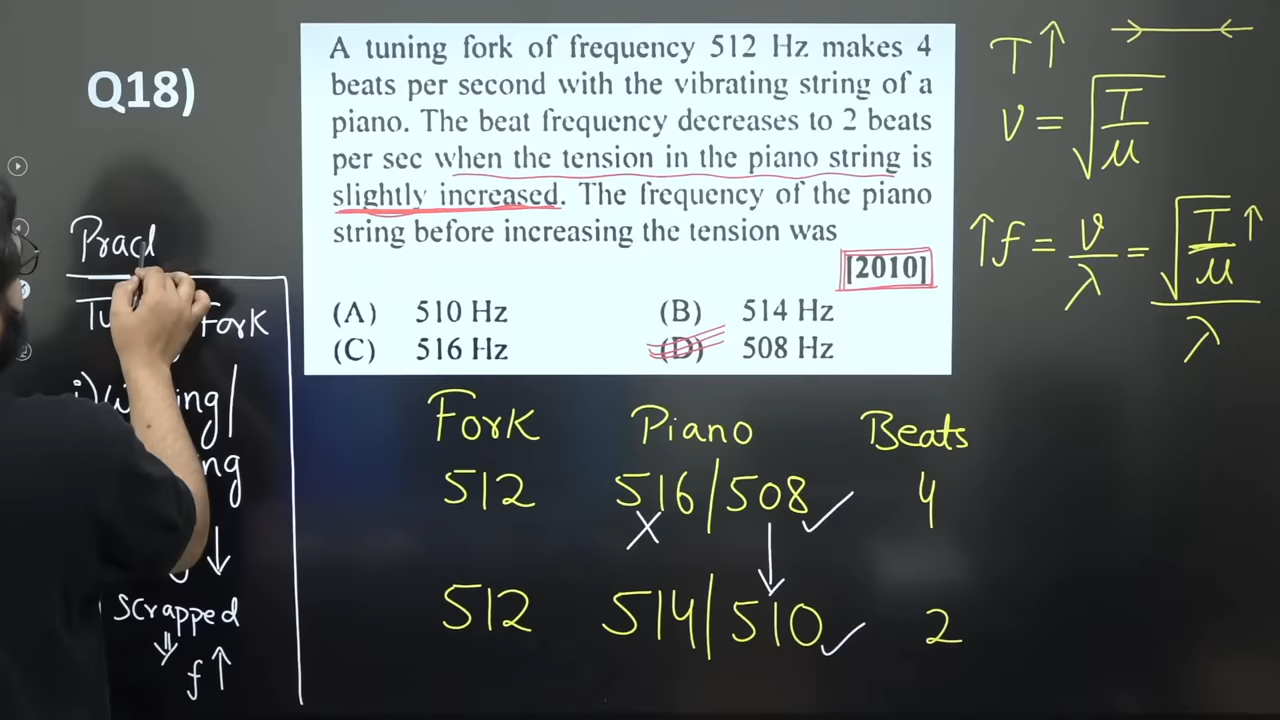 Q18)
A tuning fork of frequency 512 Hz makes 4
beats per second with the vibrating string of a
piano. The beat frequency decreases to 2 beats
per sec when the tension in the piano string is
slightly increased. The frequency of the piano
string before increasing the tension was
[2010]
(A) 510 Hz (B) 514 Hz
(C) 516 Hz (D) 508 Hz
T↑
v = √(T/μ)
↑f = v/λ = √(T/μ)↑/λ
Fork Piano Beats
512 516/508 ✓ 4
X
↓
512 514/510 ✓ 2
Fork
↓
scrapped
⇓
f↑